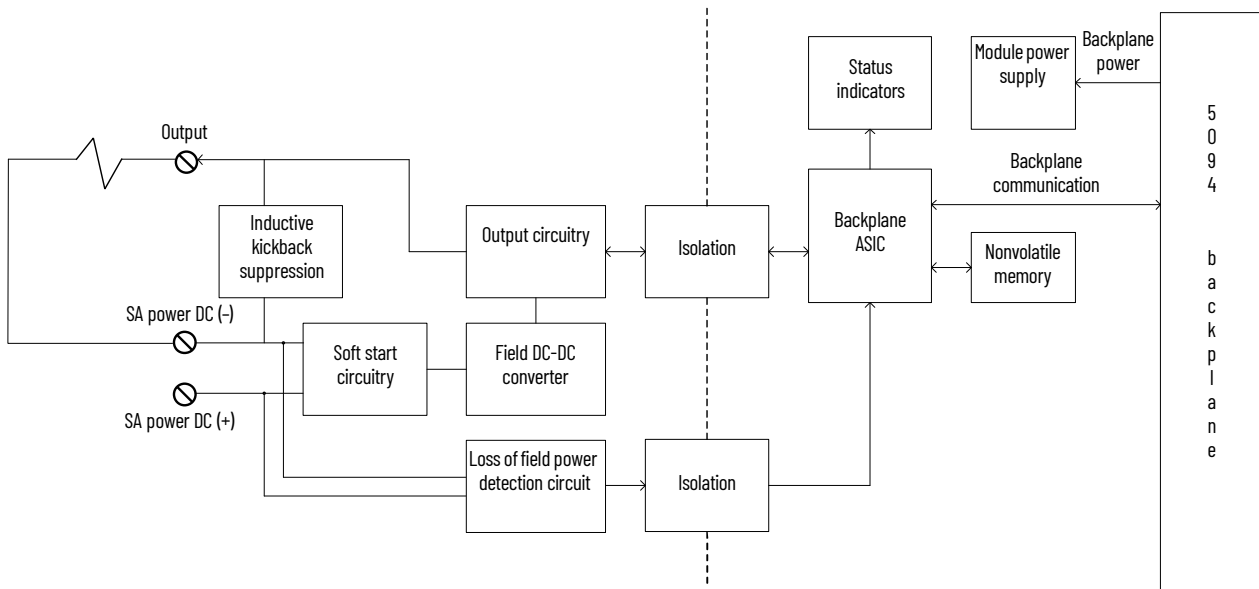 Status
indicators
Module power
supply
Backplane
power
Output
Backplane
communication
Inductive
kickback
suppression
Output circuitry
Isolation
Backplane
ASIC
Nonvolatile
memory
SA power DC (–)
Soft start
circuitry
Field DC-DC
converter
SA power DC (+)
Loss of field power
detection circuit
Isolation
5
0
9
4
b
a
c
k
p
l
a
n
e